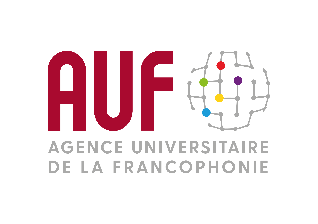 AUF
AGENCE UNIVERSITAIRE
DE LA FRANCOPHONIE